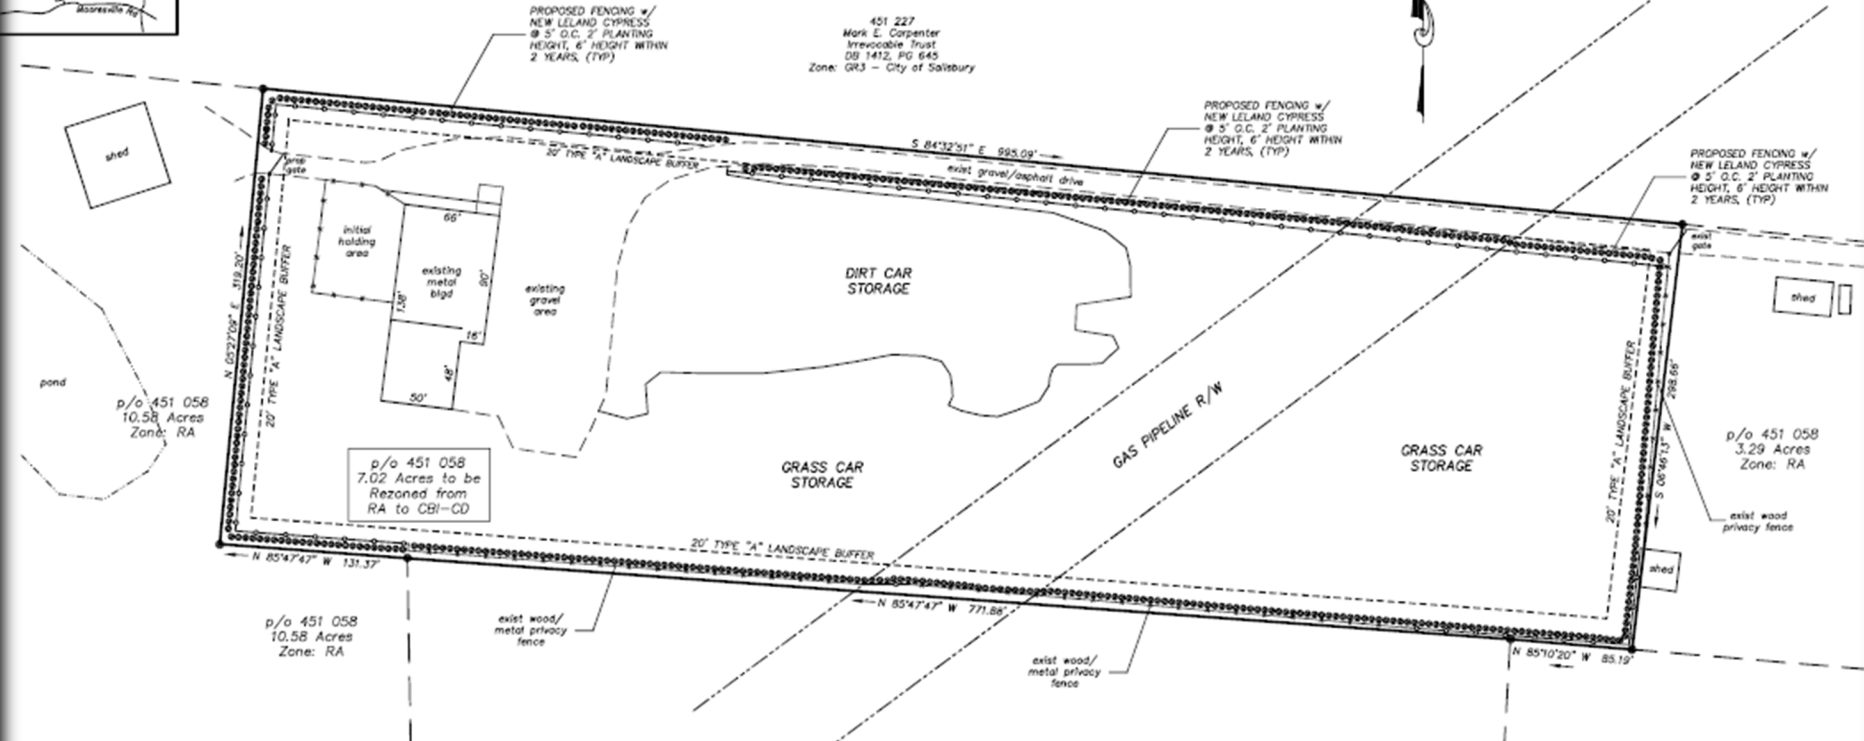 Mooresville Rd
PROPOSED FENCING w/
NEW LELAND CYPRESS
@ 5' O.C. 2' PLANTING
HEIGHT, 6' HEIGHT WITHIN
2 YEARS, (TYP)
451 227
Mark E. Carpenter
Irrevocable Trust
DB 1412, PG 645
Zone: GR3 - City of Salisbury
PROPOSED FENCING w/
NEW LELAND CYPRESS
@ 5' O.C. 2' PLANTING
HEIGHT, 6' HEIGHT WITHIN
2 YEARS, (TYP)
PROPOSED FENCING w/
NEW LELAND CYPRESS
@ 5' O.C. 2' PLANTING
HEIGHT, 6' HEIGHT WITHIN
2 YEARS, (TYP)
shed
prop
gate
20' TYPE "A" LANDSCAPE BUFFER
S 84°32'51" E 995.09'
exist gravel/asphalt drive
exist
gate
shed
initial
holding
area
66'
existing
metal
blgd
90'
138'
16'
48'
50'
existing
gravel
area
DIRT CAR
STORAGE
N 05°27'09" E 319.20'
20' TYPE "A" LANDSCAPE BUFFER
pond
p/o 451 058
10.58 Acres
Zone: RA
p/o 451 058
7.02 Acres to be
Rezoned from
RA to CBI-CD
GRASS CAR
STORAGE
GAS PIPELINE R/W
GRASS CAR
STORAGE
20' TYPE "A" LANDSCAPE BUFFER
298.66'
S 06°46'13" W
p/o 451 058
3.29 Acres
Zone: RA
exist wood
privacy fence
shed
20' TYPE "A" LANDSCAPE BUFFER
N 85°47'47" W 131.37'
N 85°47'47" W 771.88'
N 85°10'20" W 85.19'
p/o 451 058
10.58 Acres
Zone: RA
exist wood/
metal privacy
fence
exist wood/
metal privacy
fence